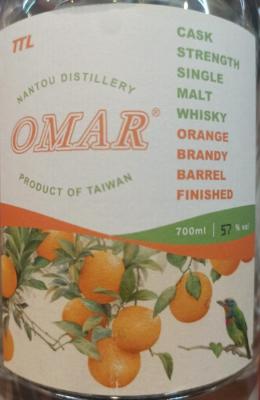 TTL
NANTOU DISTILLERY
OMAR®
PRODUCT OF TAIWAN
CASK
STRENGTH
SINGLE
MALT
WHISKY
ORANGE
BRANDY
BARREL
FINISHED
700ml | 57 % vol